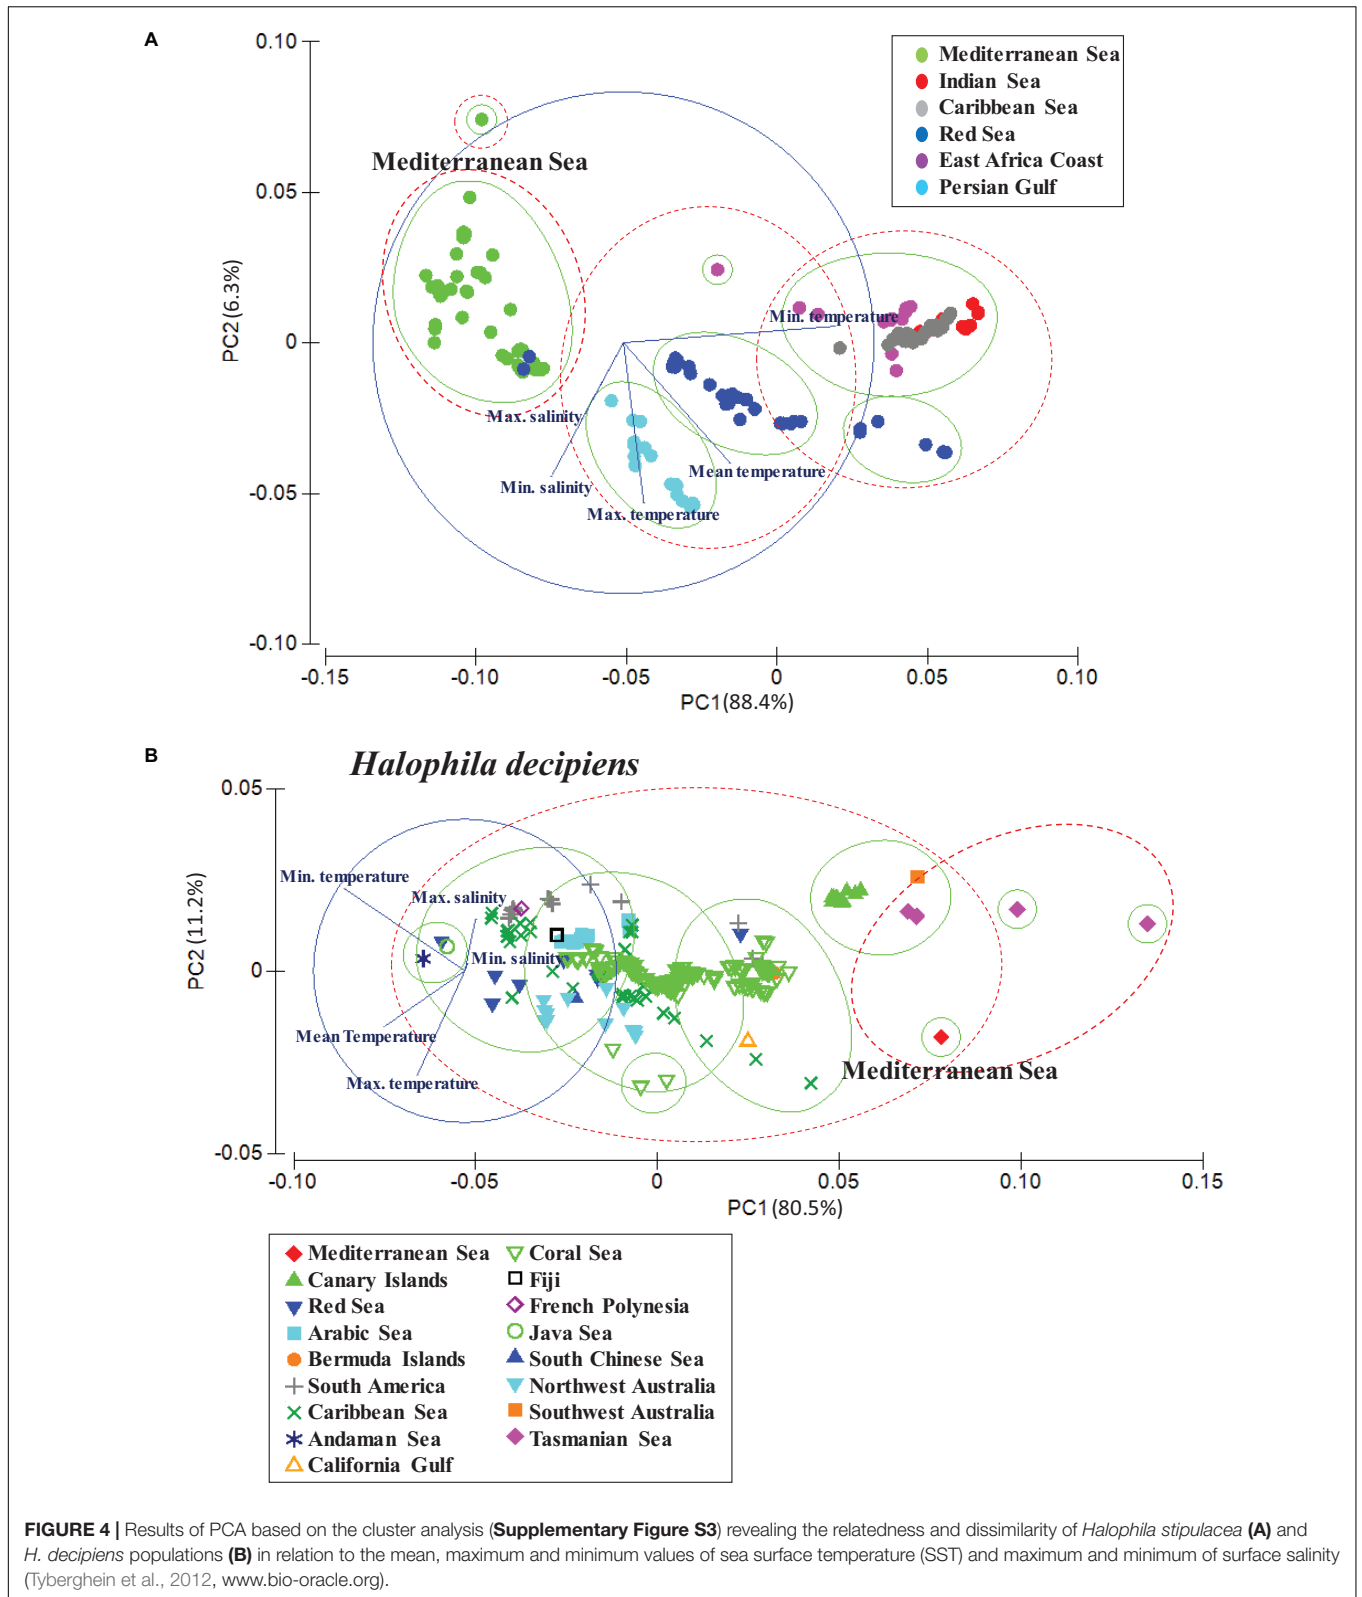 A
0.10
0.05
0
-0.05
-0.10
PC2 (6.3%)
Mediterranean Sea
Min. temperature
Max. salinity
Min. salinity
Mean temperature
Max. temperature
Mediterranean Sea
Indian Sea
Caribbean Sea
Red Sea
East Africa Coast
Persian Gulf
-0.15
-0.10
-0.05
0
0.05
0.10
PC1(88.4%)
B
Halophila decipiens
0.05
0
-0.05
PC2 (11.2%)
Min. temperature
Max. salinity
Min. salinity
Mean Temperature
Max. temperature
Mediterranean Sea
-0.10
-0.05
0
0.05
0.10
0.15
PC1 (80.5%)
Mediterranean Sea
Canary Islands
Red Sea
Arabic Sea
Bermuda Islands
South America
Caribbean Sea
Andaman Sea
California Gulf
Coral Sea
Fiji
French Polynesia
Java Sea
South Chinese Sea
Northwest Australia
Southwest Australia
Tasmanian Sea
FIGURE 4 | Results of PCA based on the cluster analysis (Supplementary Figure S3) revealing the relatedness and dissimilarity of Halophila stipulacea (A) and
H. decipiens populations (B) in relation to the mean, maximum and minimum values of sea surface temperature (SST) and maximum and minimum of surface salinity
(Tyberghein et al., 2012, www.bio-oracle.org).